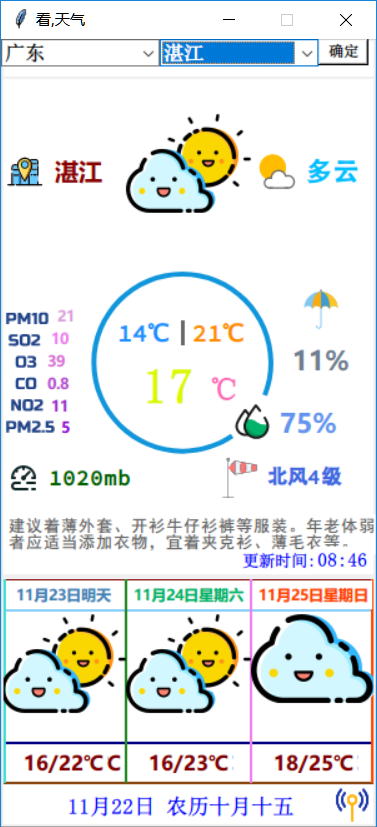 看,天气
广东 湛江 确定
湛江 多云
PM10 21
SO2 10
O3 39
CO 0.8
NO2 11
PM2.5 5
14℃ | 21℃
17 ℃
11%
75%
1020mb 北风4级
建议着薄外套、开衫牛仔衫裤等服装。年老体弱
者应适当添加衣物，宜着夹克衫、薄毛衣等。
更新时间:08:46
11月23日明天 11月24日星期六 11月25日星期日
16/22℃ C 16/23℃ 18/25℃
11月22日 农历十月十五